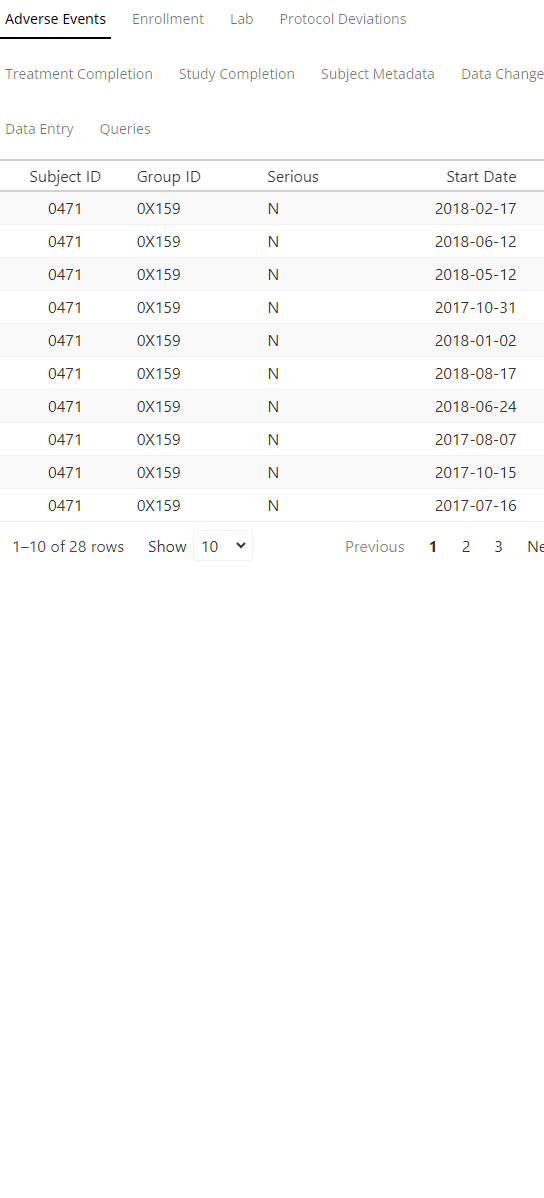 Adverse Events Enrollment Lab Protocol Deviations
Treatment Completion Study Completion Subject Metadata Data Change
Data Entry Queries
Subject ID Group ID Serious Start Date
0471 0X159 N 2018-02-17
0471 0X159 N 2018-06-12
0471 0X159 N 2018-05-12
0471 0X159 N 2017-10-31
0471 0X159 N 2018-01-02
0471 0X159 N 2018-08-17
0471 0X159 N 2018-06-24
0471 0X159 N 2017-08-07
0471 0X159 N 2017-10-15
0471 0X159 N 2017-07-16
1–10 of 28 rows Show 10 Previous 1 2 3 Ne